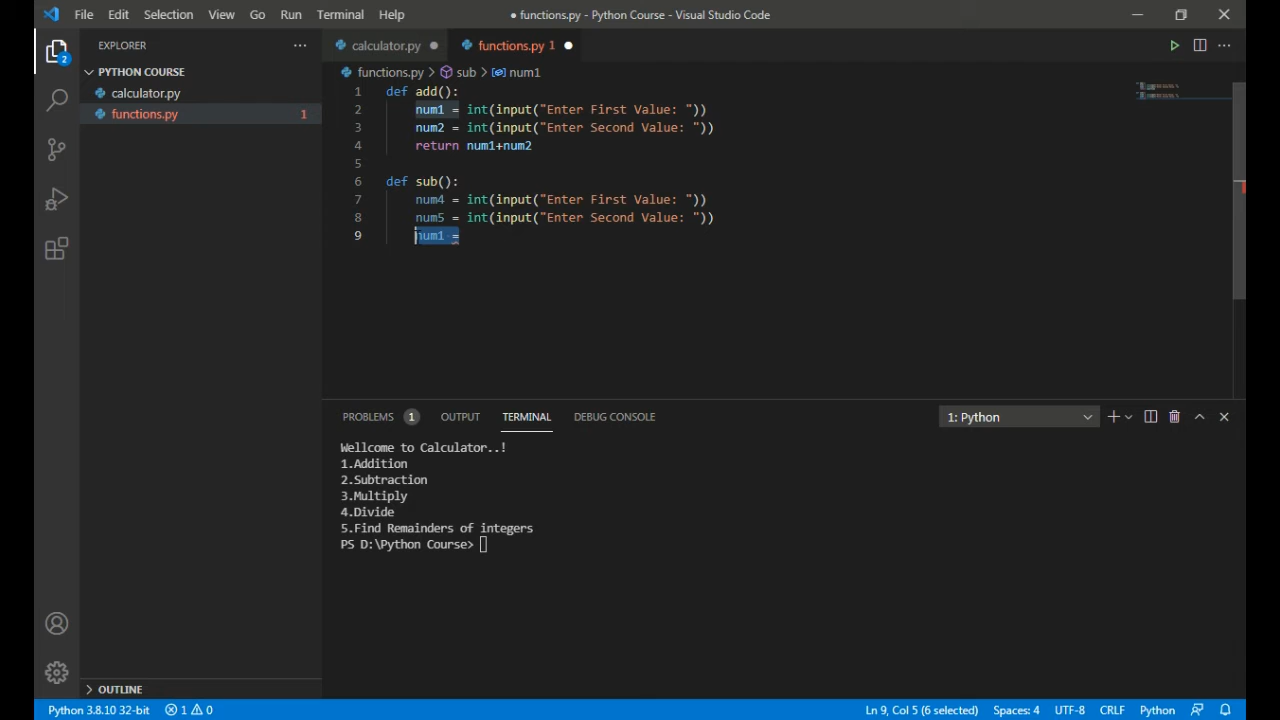 File Edit Selection View Go Run Terminal Help
● functions.py - Python Course - Visual Studio Code
EXPLORER
PYTHON COURSE
calculator.py
functions.py 1
2
calculator.py
functions.py 1
functions.py > sub > num1
1 def add():
2 num1 = int(input("Enter First Value: "))
3 num2 = int(input("Enter Second Value: "))
4 return num1+num2
5
6 def sub():
7 num4 = int(input("Enter First Value: "))
8 num5 = int(input("Enter Second Value: "))
9 num1 =
PROBLEMS 1 OUTPUT TERMINAL DEBUG CONSOLE
1: Python
Wellcome to Calculator..!
1.Addition
2.Subtraction
3.Multiply
4.Divide
5.Find Remainders of integers
PS D:\Python Course>
OUTLINE
Python 3.8.10 32-bit 1 0
Ln 9, Col 5 (6 selected) Spaces: 4 UTF-8 CRLF Python